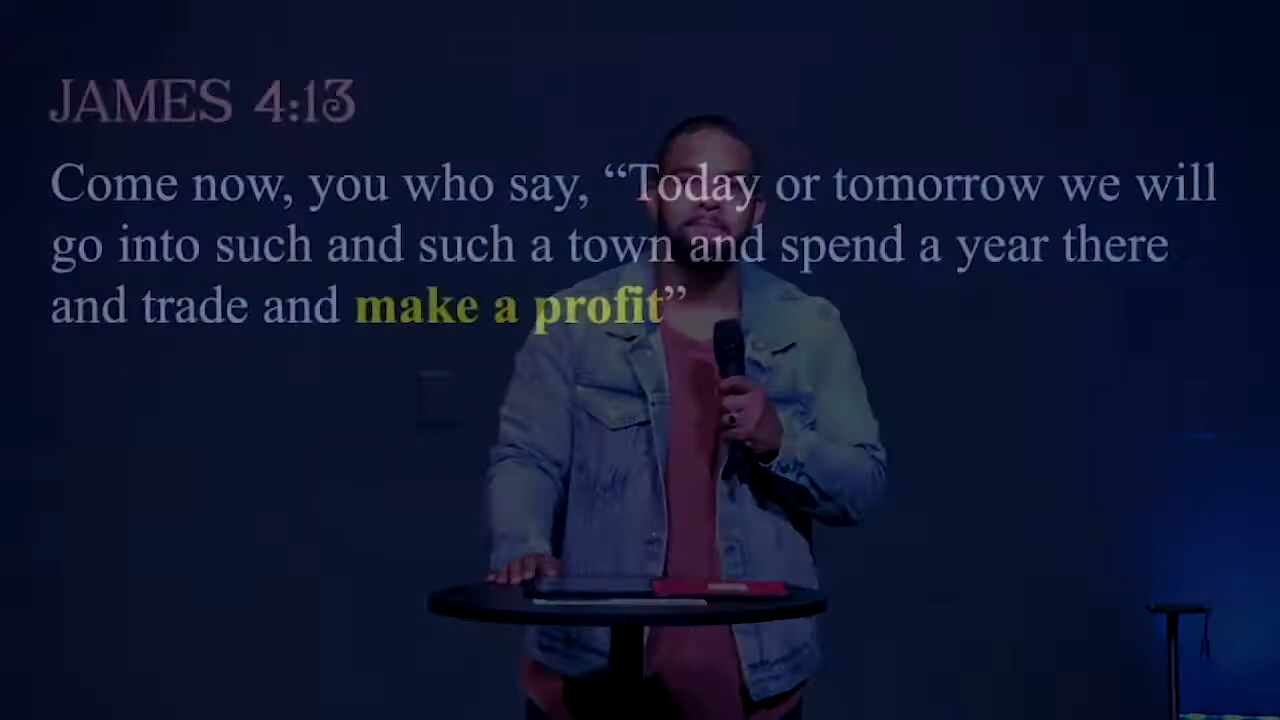 JAMES 4:13
Come now, you who say, “Today or tomorrow we will
go into such and such a town and spend a year there
and trade and make a profit”